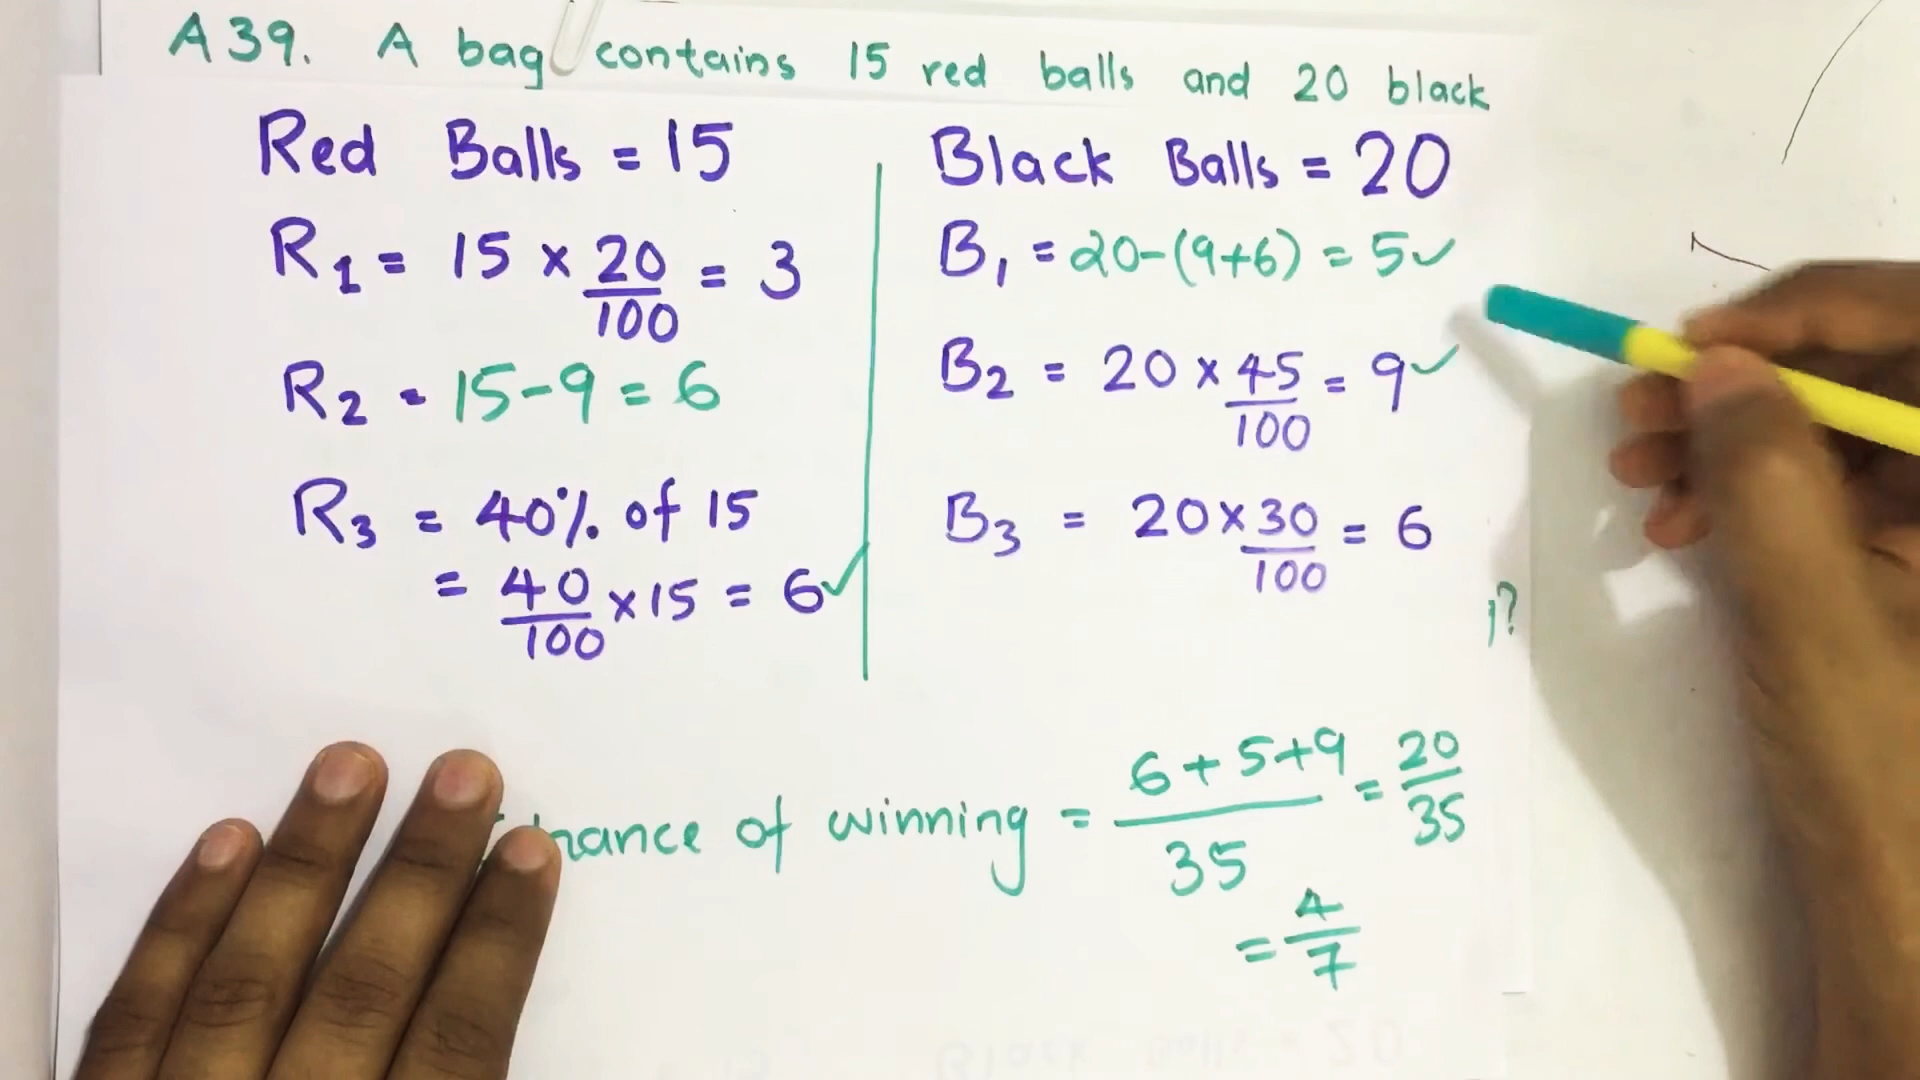 A39. A bag contains 15 red balls and 20 black
Red Balls = 15
R1 = 15 × 20/100 = 3
R2 = 15-9 = 6
R3 = 40% of 15
= 40/100 × 15 = 6✓
Black Balls = 20
B1 = 20-(9+6) = 5✓
B2 = 20 × 45/100 = 9✓
B3 = 20 × 30/100 = 6
?
of winning = 6+5+9/35 = 20/35
= 4/7